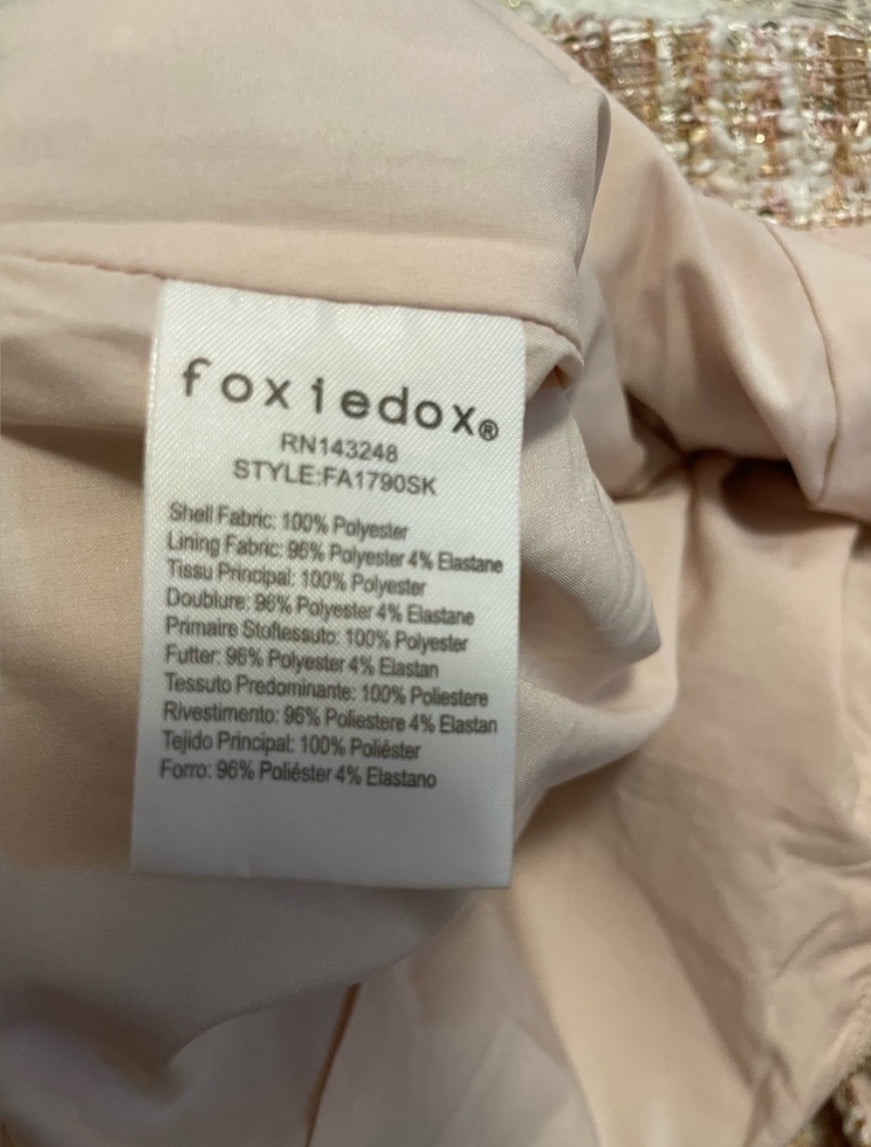 foxiedox®
RN143248
STYLE:FA1790SK
Shell Fabric: 100% Polyester
Lining Fabric: 96% Polyester 4% Elastane
Tissu Principal: 100% Polyester
Doublure: 96% Polyester 4% Elastane
Primaire Stoflessuto: 100% Polyester
Futter: 96% Polyester 4% Elastan
Tessuto Predominante: 100% Poliestere
Rivestimento: 96% Poliestere 4% Elastan
Tejido Principal: 100% Poliéster
Forro: 96% Poliéster 4% Elastano